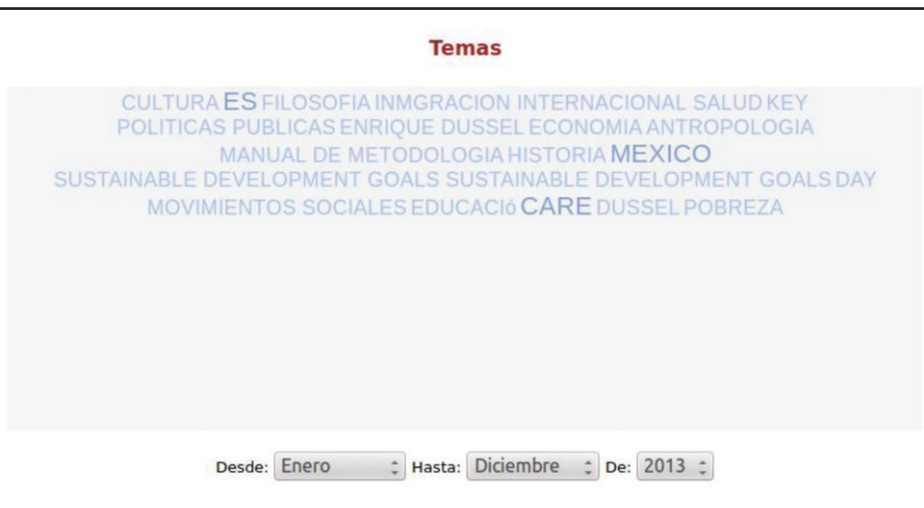 Temas
CULTURA ES FILOSOFIA INMGRACION INTERNACIONAL SALUD KEY
POLITICAS PUBLICAS ENRIQUE DUSSEL ECONOMIA ANTROPOLOGIA
MANUAL DE METODOLOGIA HISTORIA MEXICO
SUSTAINABLE DEVELOPMENT GOALS SUSTAINABLE DEVELOPMENT GOALS DAY
MOVIMIENTOS SOCIALES EDUCACIó CARE DUSSEL POBREZA
Desde: Enero Hasta: Diciembre De: 2013